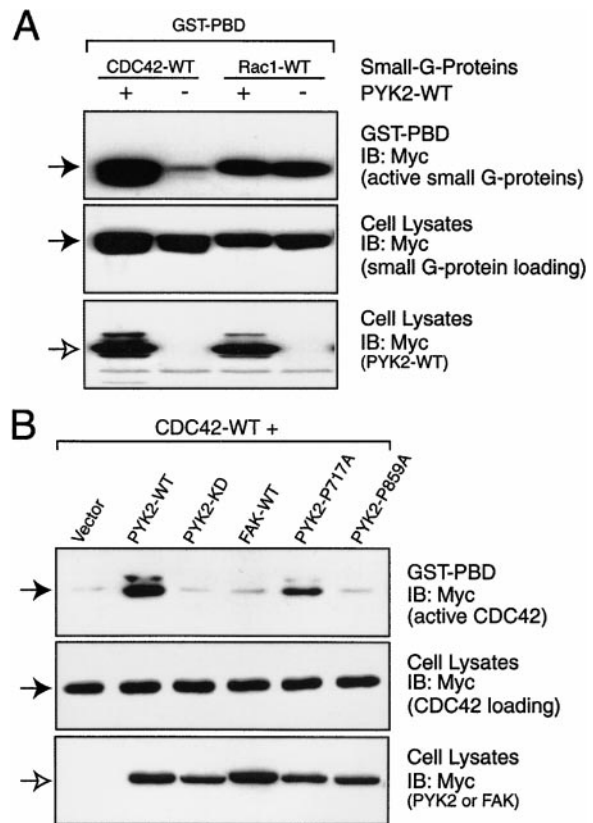 A
GST-PBD
CDC42-WT Rac1-WT Small-G-Proteins
+ - + - PYK2-WT
GST-PBD
IB: Myc
(active small G-proteins)
Cell Lysates
IB: Myc
(small G-protein loading)
Cell Lysates
IB: Myc
(PYK2-WT)
B
CDC42-WT +
Vector PYK2-WT PYK2-KD FAK-WT PYK2-P717A PYK2-P859A
GST-PBD
IB: Myc
(active CDC42)
Cell Lysates
IB: Myc
(CDC42 loading)
Cell Lysates
IB: Myc
(PYK2 or FAK)